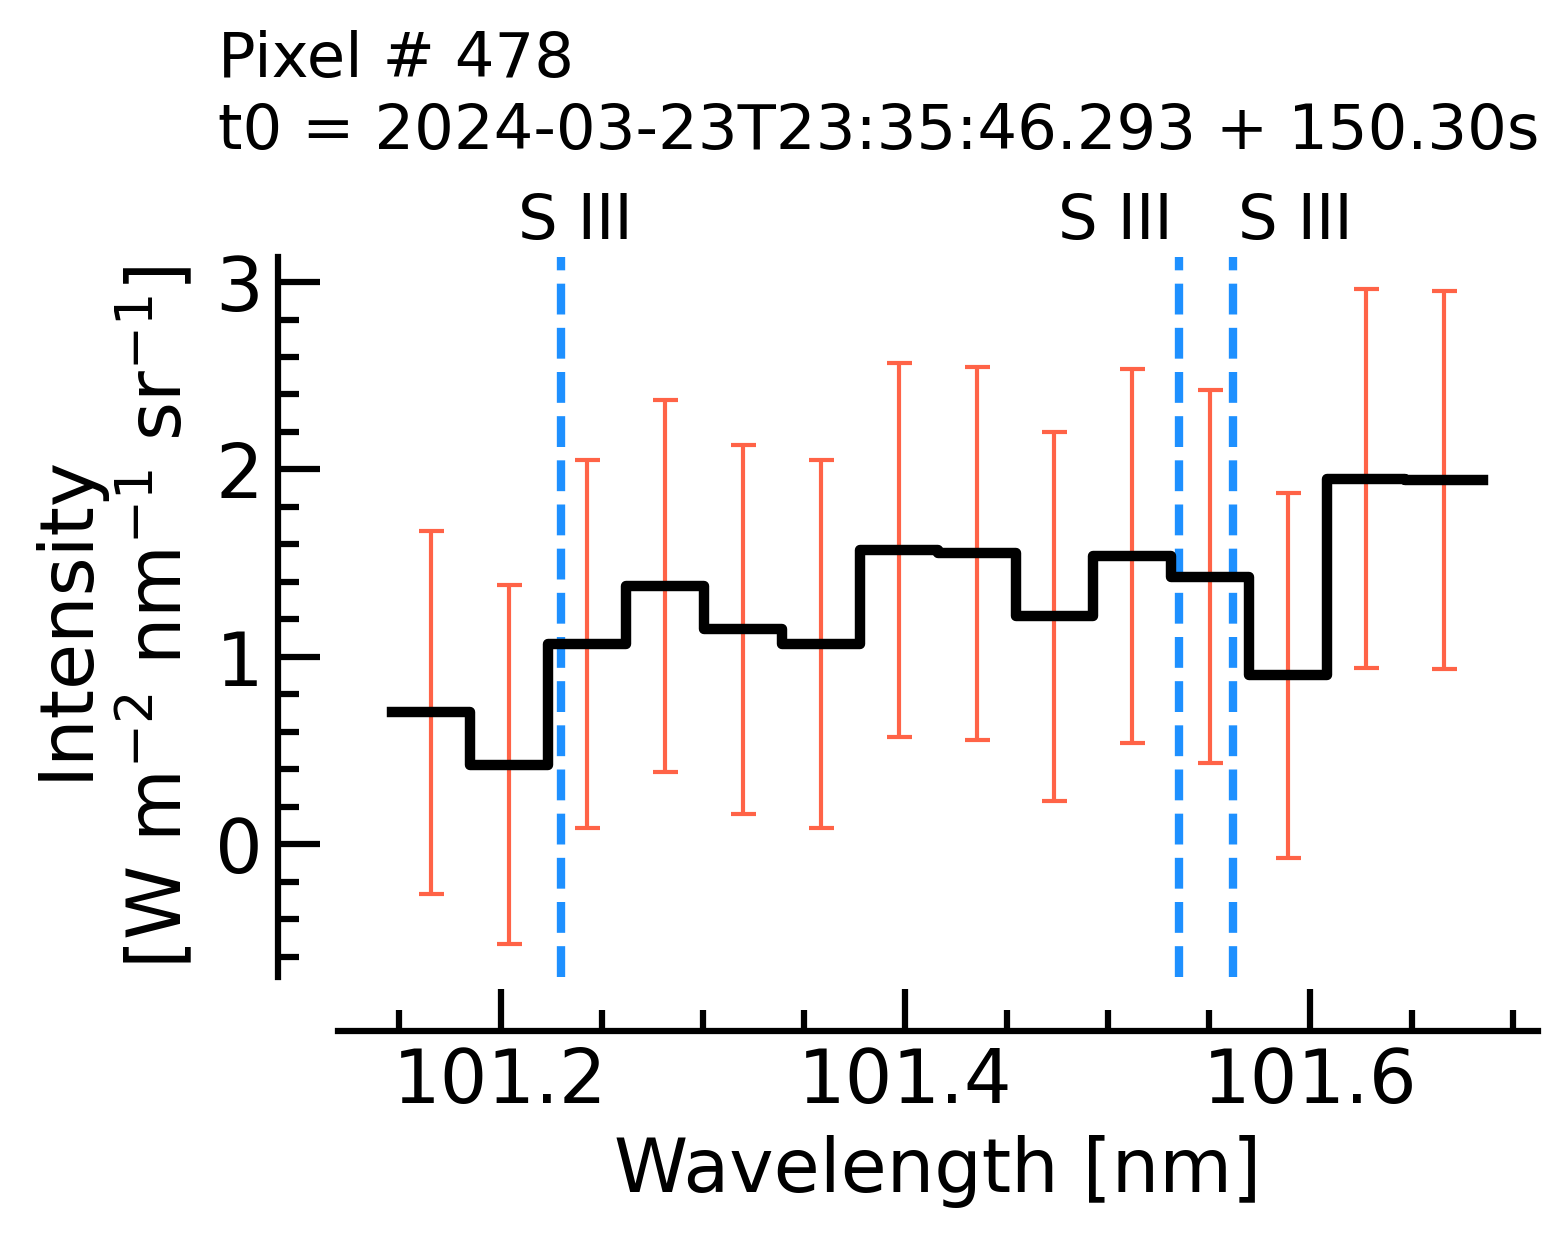 Pixel # 478
t0 = 2024-03-23T23:35:46.293 + 150.30s
S III S III S III
3
2
1
0
Intensity
[W m⁻² nm⁻¹ sr⁻¹]
101.2 101.4 101.6
Wavelength [nm]